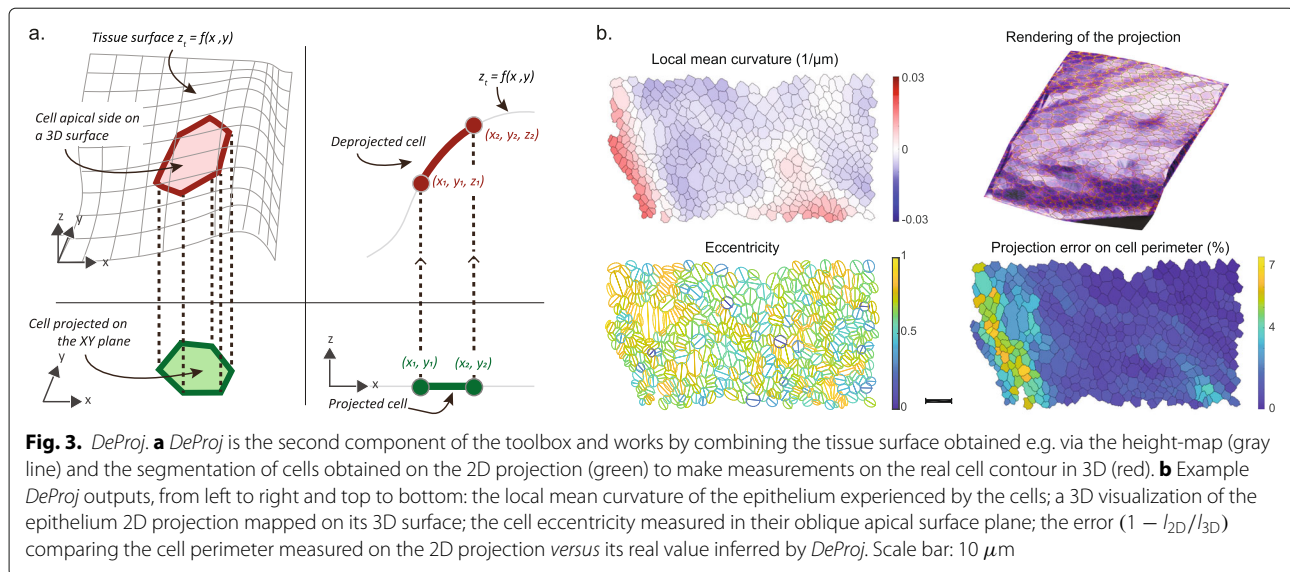 a.
Tissue surface zₜ = f(x ,y)
Cell apical side on
a 3D surface
z
y
x
Cell projected on
the XY plane
y
x
zₜ = f(x ,y)
Deprojected cell
(x₂, y₂, z₂)
(x₁, y₁, z₁)
z
x
(x₁, y₁)
(x₂, y₂)
Projected cell
b.
Local mean curvature (1/µm)
0.03
0
-0.03
Rendering of the projection
Eccentricity
1
0.5
0
Projection error on cell perimeter (%)
7
4
0
Fig. 3. DeProj. a DeProj is the second component of the toolbox and works by combining the tissue surface obtained e.g. via the height-map (gray
line) and the segmentation of cells obtained on the 2D projection (green) to make measurements on the real cell contour in 3D (red). b Example
DeProj outputs, from left to right and top to bottom: the local mean curvature of the epithelium experienced by the cells; a 3D visualization of the
epithelium 2D projection mapped on its 3D surface; the cell eccentricity measured in their oblique apical surface plane; the error (1 − l2D/l3D)
comparing the cell perimeter measured on the 2D projection versus its real value inferred by DeProj. Scale bar: 10 µm